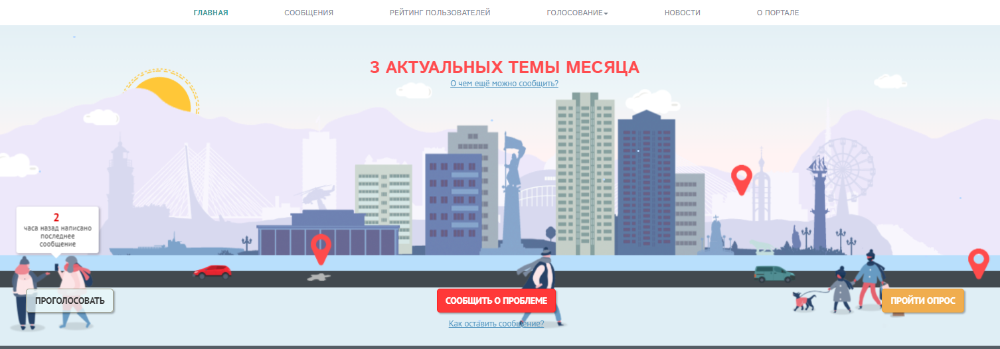 ГЛАВНАЯ
СООБЩЕНИЯ
РЕЙТИНГ ПОЛЬЗОВАТЕЛЕЙ
ГОЛОСОВАНИЕ
НОВОСТИ
О ПОРТАЛЕ
3 АКТУАЛЬНЫХ ТЕМЫ МЕСЯЦА
О чем ещё можно сообщить?
2
часа назад написано
последнее
сообщение
ПРОГОЛОСОВАТЬ
СООБЩИТЬ О ПРОБЛЕМЕ
ПРОЙТИ ОПРОС
Как оставить сообщение?